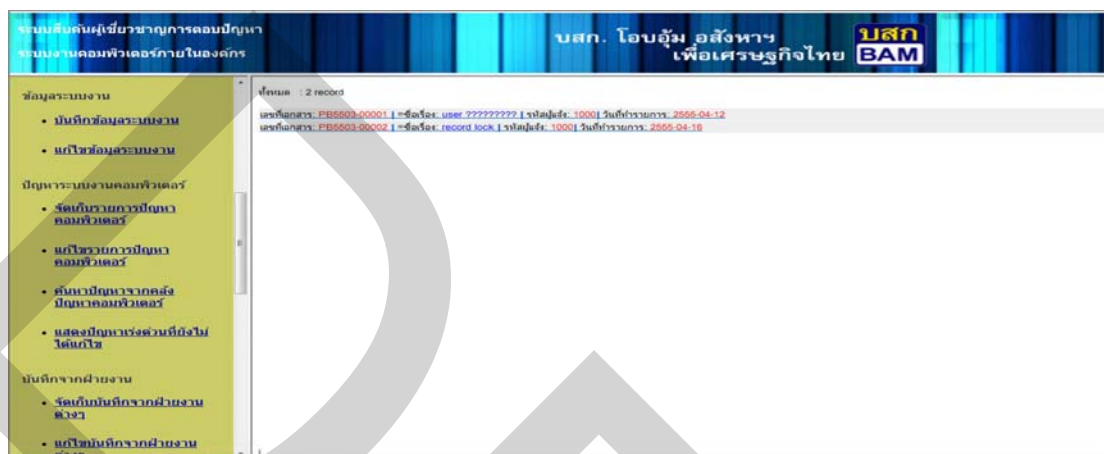 ระบบสืบค้นผู้เชี่ยวชาญการตอบปัญหา
ระบบงานคอมพิวเตอร์ภายในองค์กร
บสก. โอบอุ้ม อสังหาฯ
เพื่อเศรษฐกิจไทย
บสก
BAM
ข้อมูลระบบงาน
บันทึกข้อมูลระบบงาน
แก้ไขข้อมูลระบบงาน
ปัญหาระบบงานคอมพิวเตอร์
จัดเก็บรายการปัญหา
คอมพิวเตอร์
แก้ไขรายการปัญหา
คอมพิวเตอร์
ค้นหาปัญหาจากคลัง
ปัญหาคอมพิวเตอร์
แสดงปัญหาเร่งด่วนที่ยังไม่
ได้แก้ไข
บันทึกจากฝ่ายงาน
จัดเก็บบันทึกจากฝ่ายงาน
ต่างๆ
แก้ไขบันทึกจากฝ่ายงาน
ทั้งหมด : 2 record
เลขที่เอกสาร: PB5503-00001 | =ชื่อเรื่อง: user ????????? | รหัสผู้แจ้ง: 1000| วันที่ทำรายการ: 2555-04-12
เลขที่เอกสาร: PB5503-00002 | =ชื่อเรื่อง: record lock | รหัสผู้แจ้ง: 1000| วันที่ทำรายการ: 2555-04-16